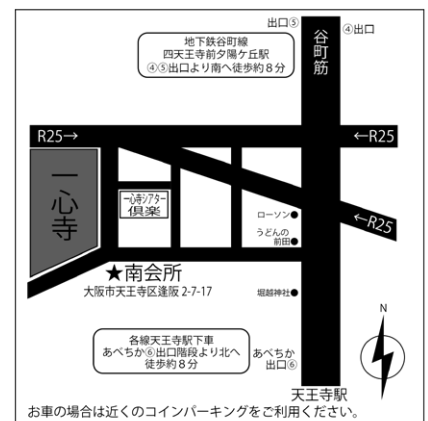 出口⑤
④出口
地下鉄谷町線
四天王寺前夕陽ケ丘駅
④⑤出口より南へ徒歩約8分
谷町筋
R25→
←R25
一心寺
一心寺シアター
倶楽
←R25
ローソン●
うどんの
前田●
★南会所
大阪市天王寺区逢阪 2-7-17
堀越神社●
N
各線天王寺駅下車
あべちか⑥出口階段より北へ
徒歩約8分
あべちか
出口⑥
天王寺駅
お車の場合は近くのコインパーキングをご利用ください。